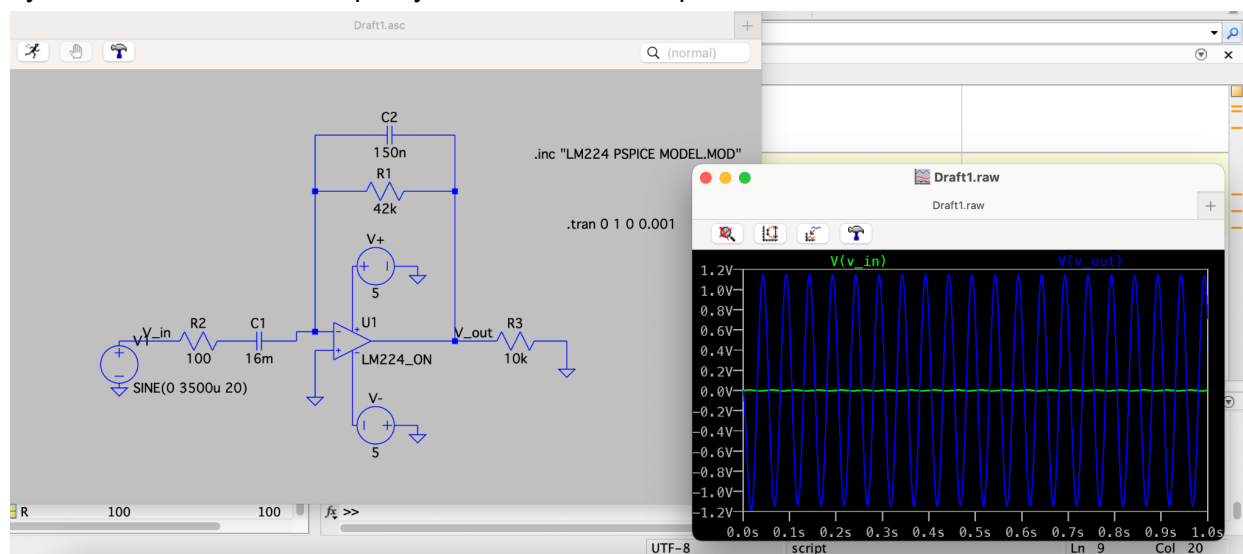 Draft1.asc
+
(normal)
C2
150n
R1
42k
.inc "LM224 PSPICE MODEL.MOD"
.tran 0 1 0 0.001
V+
+
5
V1
V_in
R2
100
C1
16m
U1
LM224_ON
V_out
R3
10k
SINE(0 3500u 20)
V-
+
5
Draft1.raw
Draft1.raw
+
V(v_in)
V(v_out)
1.2V
1.0V
0.8V
0.6V
0.4V
0.2V
0.0V
-0.2V
-0.4V
-0.6V
-0.8V
-1.0V
-1.2V
0.0s 0.1s 0.2s 0.3s 0.4s 0.5s 0.6s 0.7s 0.8s 0.9s 1.0s
R 100 100
fx >>
UTF-8 script Ln 9 Col 20